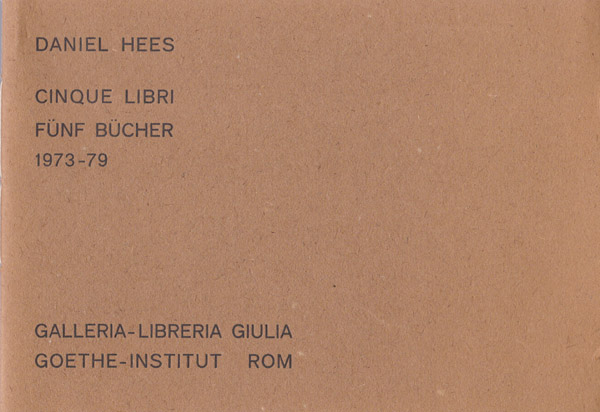 DANIEL HEES
CINQUE LIBRI
FÜNF BÜCHER
1973-79
GALLERIA-LIBRERIA GIULIA
GOETHE-INSTITUT ROM